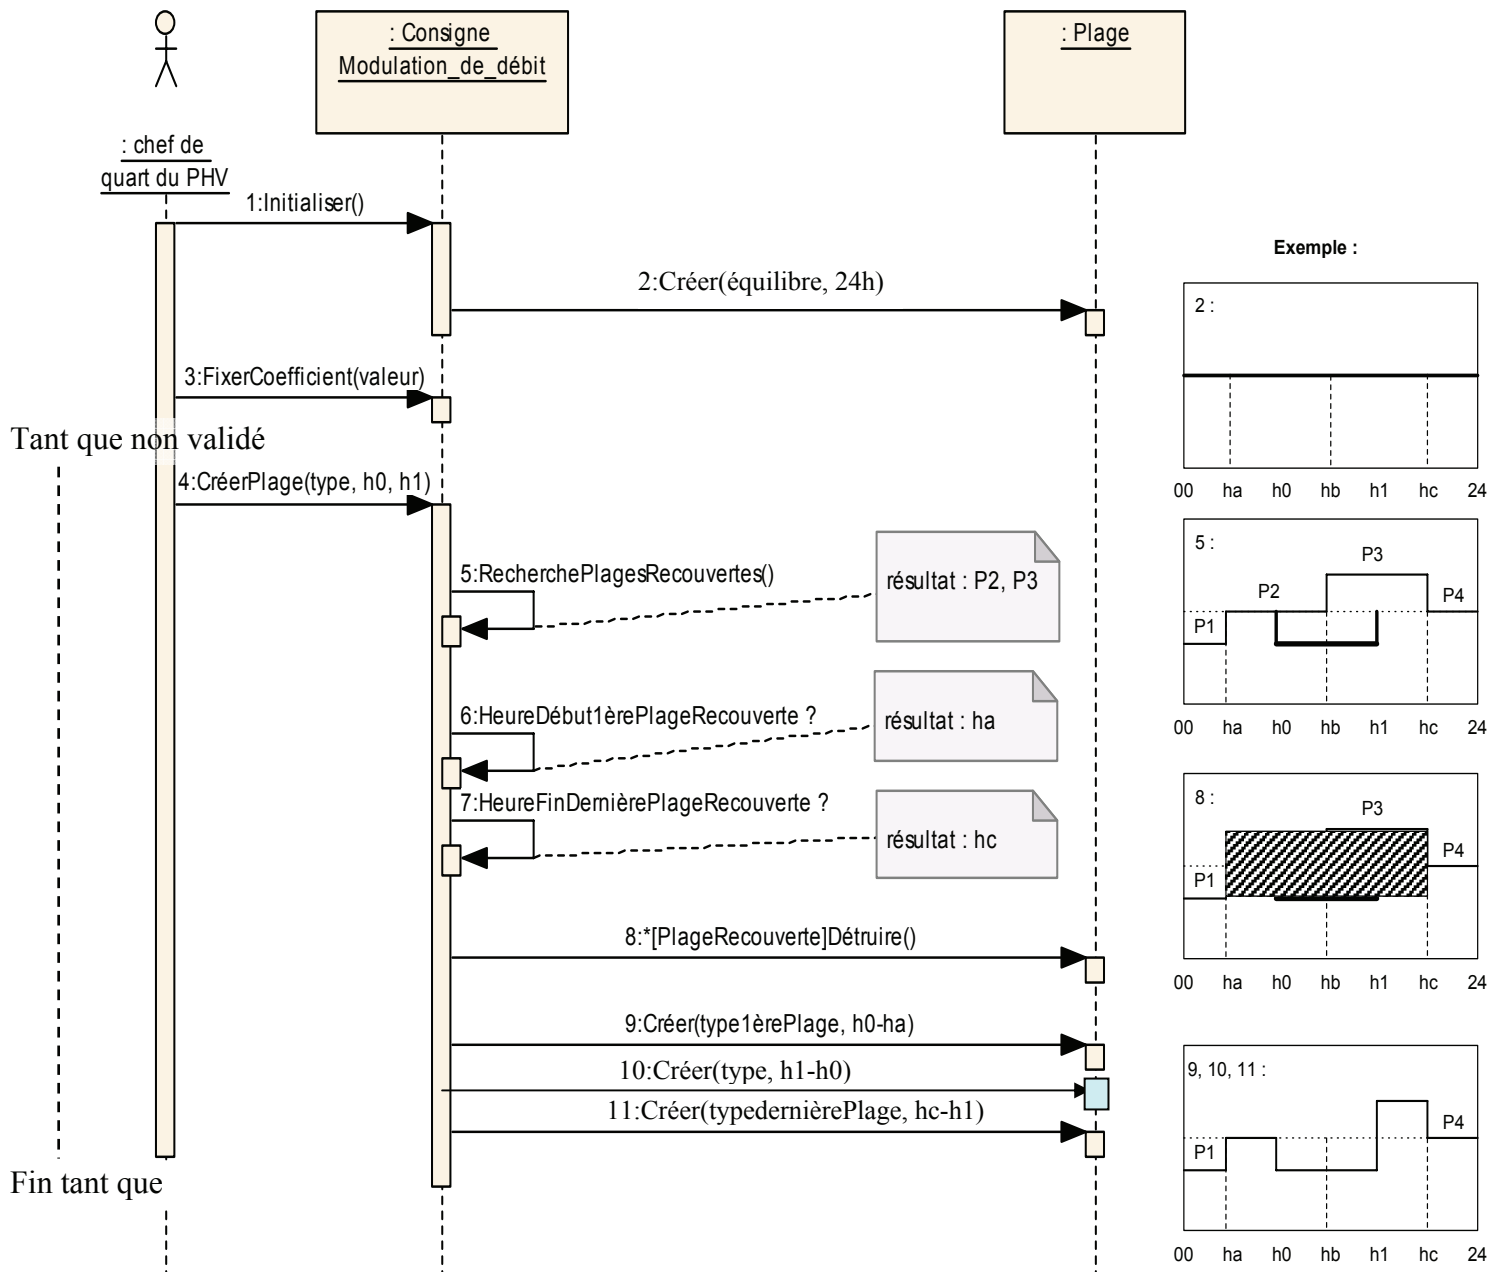 : Consigne
Modulation_de_débit
: Plage
: chef de
quart du PHV
1:Initialiser()
2:Créer(équilibre, 24h)
3:FixerCoefficient(valeur)
Tant que non validé
4:CréerPlage(type, h0, h1)
5:RecherchePlagesRecouvertes()
résultat : P2, P3
6:HeureDébut1èrePlageRecouverte ?
résultat : ha
7:HeureFinDernièrePlageRecouverte ?
résultat : hc
8:*[PlageRecouverte]Détruire()
9:Créer(type1èrePlage, h0-ha)
10:Créer(type, h1-h0)
11:Créer(typedernièrePlage, hc-h1)
Fin tant que
Exemple :
2 :
00 ha h0 hb h1 hc 24
5 :
P3
P2
P4
P1
00 ha h0 hb h1 hc 24
8 :
P3
P4
P1
00 ha h0 hb h1 hc 24
9, 10, 11 :
P4
P1
00 ha h0 hb h1 hc 24